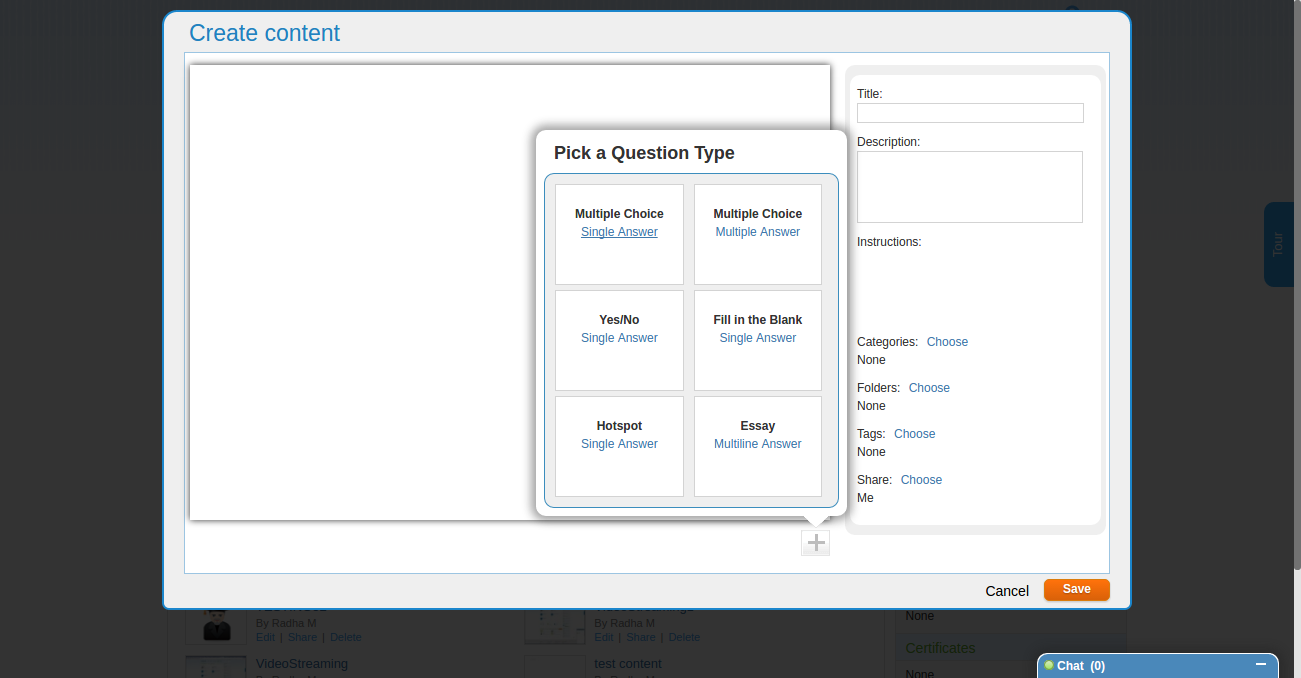 Create content
Pick a Question Type
Multiple Choice
Single Answer
Multiple Choice
Multiple Answer
Yes/No
Single Answer
Fill in the Blank
Single Answer
Hotspot
Single Answer
Essay
Multiline Answer
Title:
Description:
Instructions:
Categories: Choose
None
Folders: Choose
None
Tags: Choose
None
Share: Choose
Me
Cancel
Save
Tour
By Radha M
Edit | Share | Delete
By Radha M
Edit | Share | Delete
VideoStreaming
test content
None
Certificates
None
Chat (0)